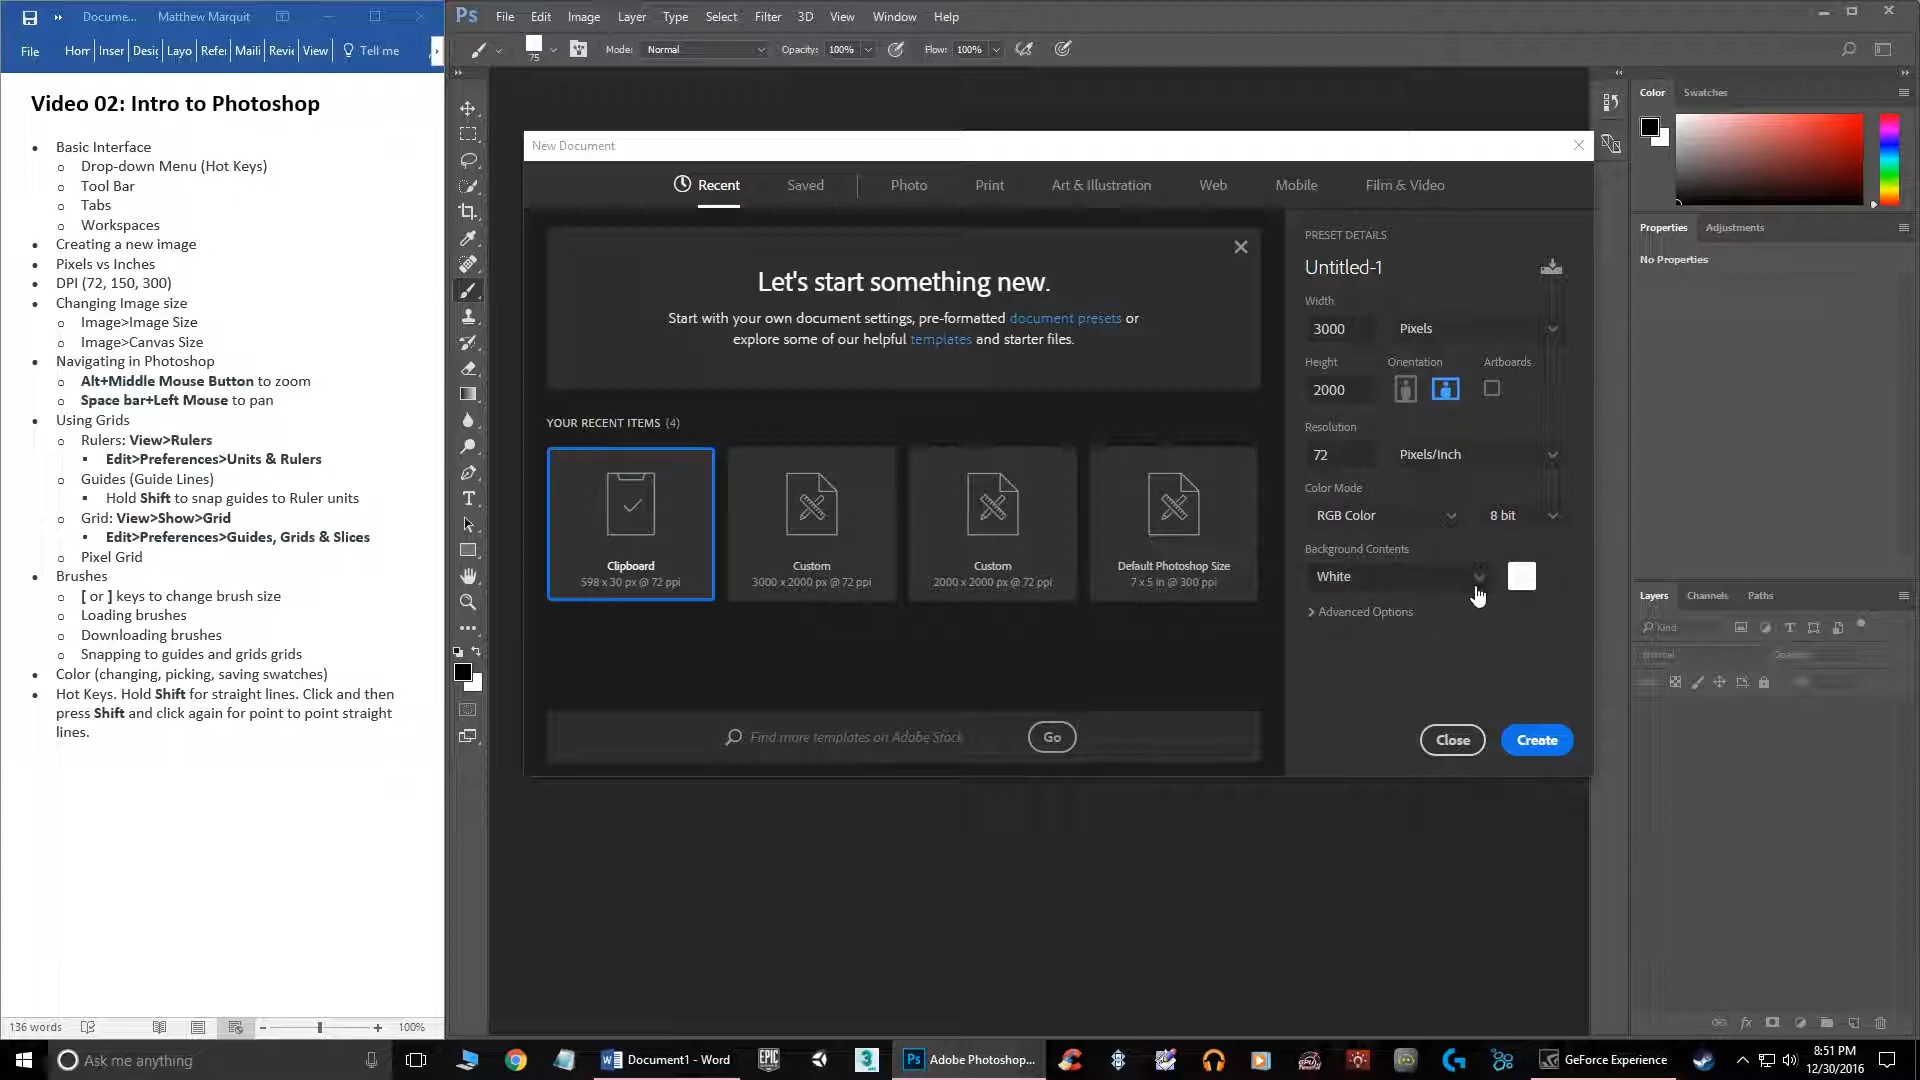 Docume... Matthew Marquit
File Horr Inser Desig Layo Refer Maili Revie View Tell me
Video 02: Intro to Photoshop
• Basic Interface
o Drop-down Menu (Hot Keys)
o Tool Bar
o Tabs
o Workspaces
• Creating a new image
• Pixels vs Inches
• DPI (72, 150, 300)
• Changing Image size
o Image>Image Size
o Image>Canvas Size
• Navigating in Photoshop
o Alt+Middle Mouse Button to zoom
o Space bar+Left Mouse to pan
• Using Grids
o Rulers: View>Rulers
▪ Edit>Preferences>Units & Rulers
o Guides (Guide Lines)
▪ Hold Shift to snap guides to Ruler units
o Grid: View>Show>Grid
▪ Edit>Preferences>Guides, Grids & Slices
o Pixel Grid
• Brushes
o [ or ] keys to change brush size
o Loading brushes
o Downloading brushes
o Snapping to guides and grids grids
• Color (changing, picking, saving swatches)
• Hot Keys. Hold Shift for straight lines. Click and then
press Shift and click again for point to point straight
lines.
136 words 100%
Ps File Edit Image Layer Type Select Filter 3D View Window Help
75 Mode: Normal Opacity: 100% Flow: 100%
New Document
Recent Saved Photo Print Art & Illustration Web Mobile Film & Video
Let's start something new.
Start with your own document settings, pre-formatted document presets or
explore some of our helpful templates and starter files.
YOUR RECENT ITEMS (4)
Clipboard
598 x 30 px @ 72 ppi
Custom
3000 x 2000 px @ 72 ppi
Custom
2000 x 2000 px @ 72 ppi
Default Photoshop Size
7 x 5 in @ 300 ppi
Find more templates on Adobe Stock Go
PRESET DETAILS
Untitled-1
Width
3000 Pixels
Height Orientation Artboards
2000
Resolution
72 Pixels/Inch
Color Mode
RGB Color 8 bit
Background Contents
White
Advanced Options
Close Create
Color Swatches
Properties Adjustments
No Properties
Layers Channels Paths
Kind
Normal
fx
Ask me anything
Document1 - Word
EPIC
3
Ps Adobe Photoshop...
GeForce Experience
8:51 PM
12/30/2016